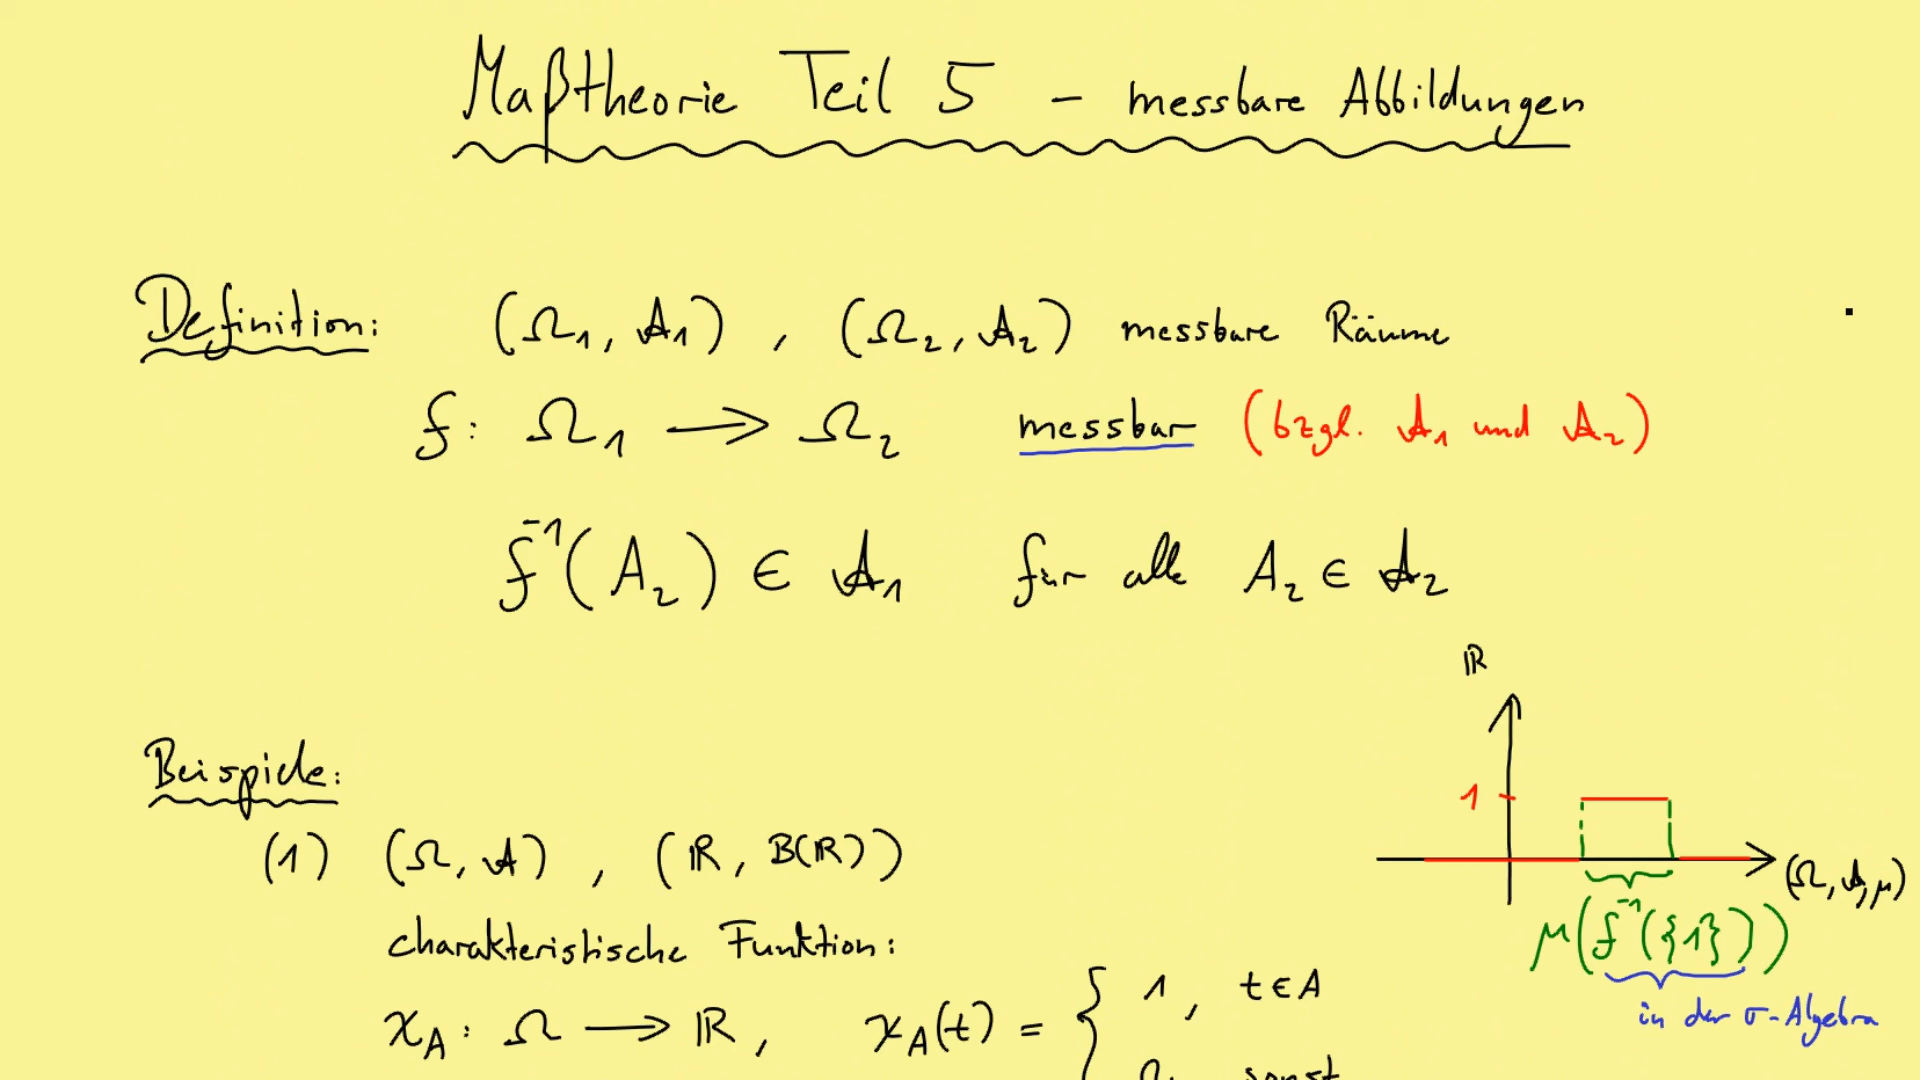 Maßtheorie Teil 5 – messbare Abbildungen
Definition: (Ω₁, 𝒜₁) , (Ω₂, 𝒜₂) messbare Räume
f: Ω₁ ⟶ Ω₂ messbar (bzgl. 𝒜₁ und 𝒜₂)
f⁻¹(A₂) ∈ 𝒜₁ für alle A₂ ∈ 𝒜₂
ℝ
Beispiele:
1
(1) (Ω, 𝒜) , (ℝ, B(ℝ))
(Ω, 𝒜, μ)
charakteristische Funktion:
μ(f⁻¹({1}))
in der σ-Algebra
χ_A: Ω ⟶ ℝ , χ_A(t) = { 1 , t ∈ A
0, sonst